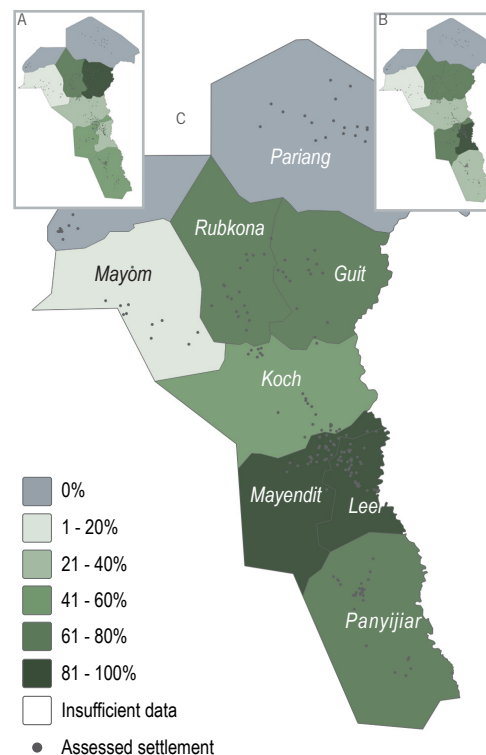 A
B
C
Pariang
Rubkona
Mayom
Guit
Koch
Mayendit
Leer
Panyijiar
0%
1 - 20%
21 - 40%
41 - 60%
61 - 80%
81 - 100%
Insufficient data
Assessed settlement